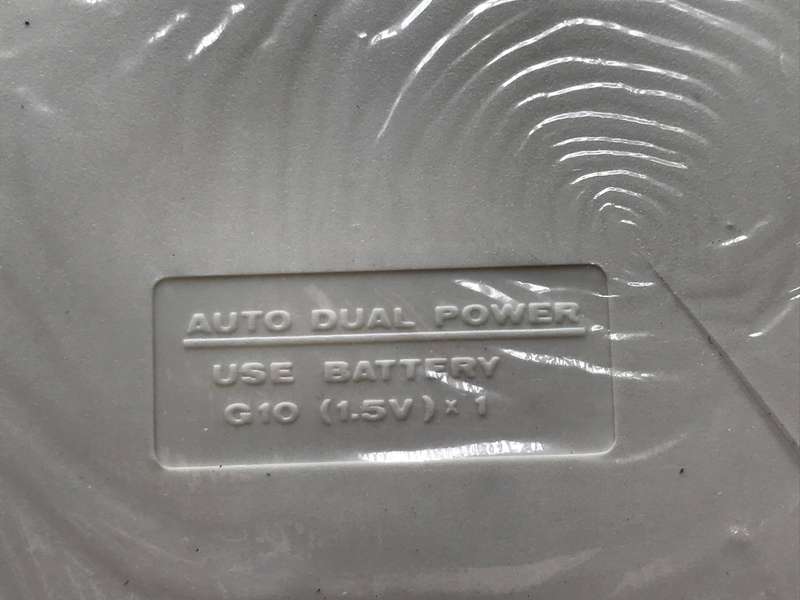 AUTO DUAL POWER
USE BATTERY
G10 (1.5V) x 1